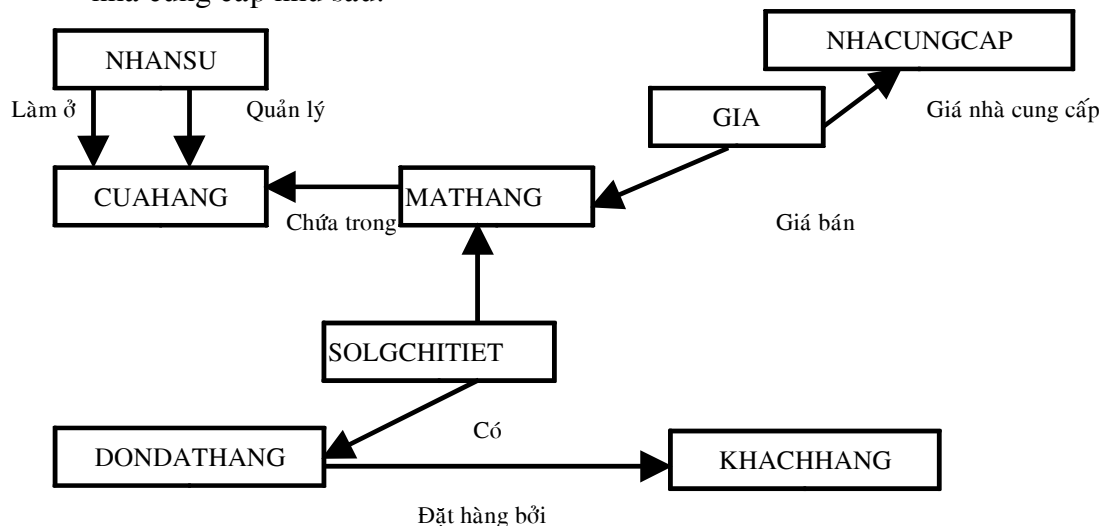 nhà cung cấp như sau:
NHACUNGCAP
NHANSU
Làm ở
Quản lý
GIA
Giá nhà cung cấp
CUAHANG
MATHANG
Chứa trong
Giá bán
SOLGCHITIET
Có
DONDATHANG
KHACHHANG
Đặt hàng bởi